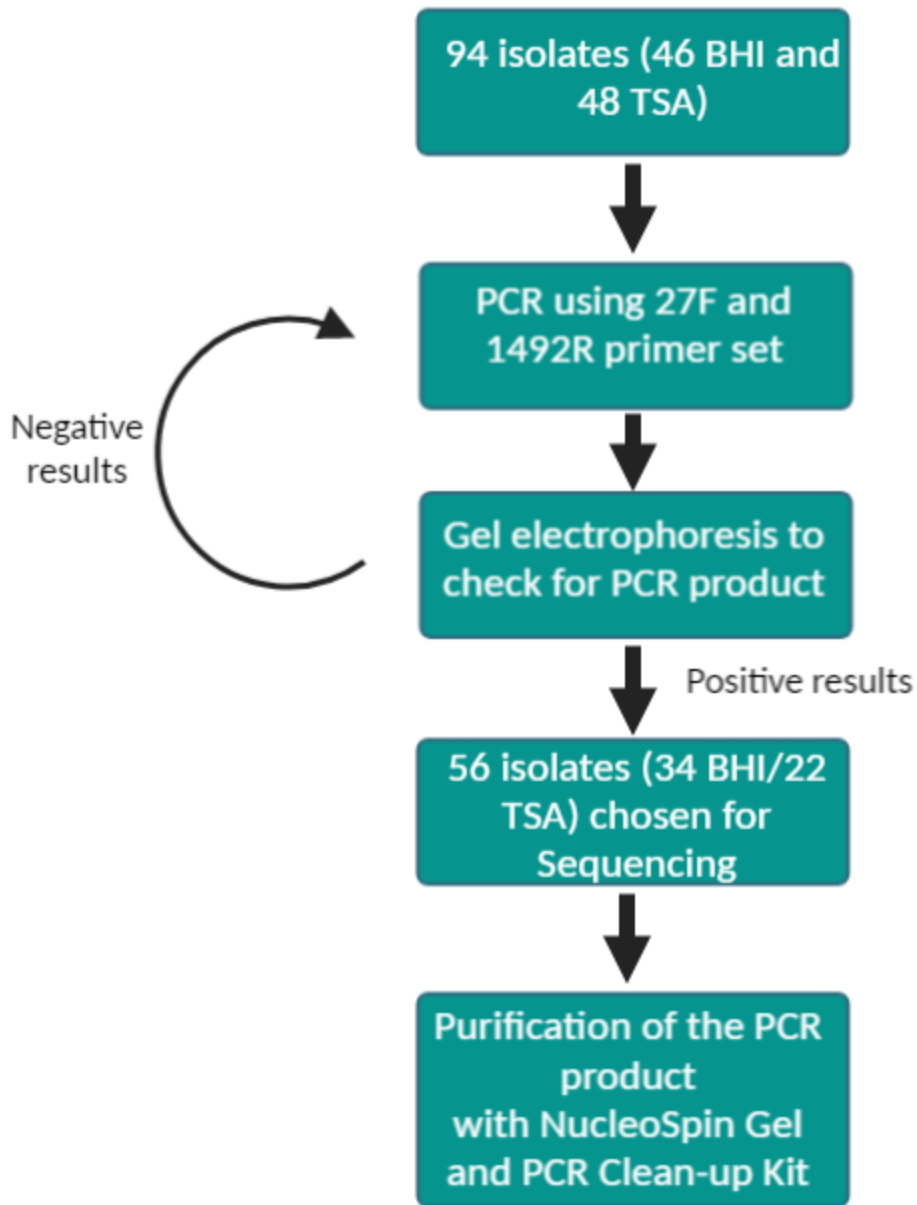 94 isolates (46 BHI and
48 TSA)
PCR using 27F and
1492R primer set
Negative
results
Gel electrophoresis to
check for PCR product
Positive results
56 isolates (34 BHI/22
TSA) chosen for
Sequencing
Purification of the PCR
product
with NucleoSpin Gel
and PCR Clean-up Kit